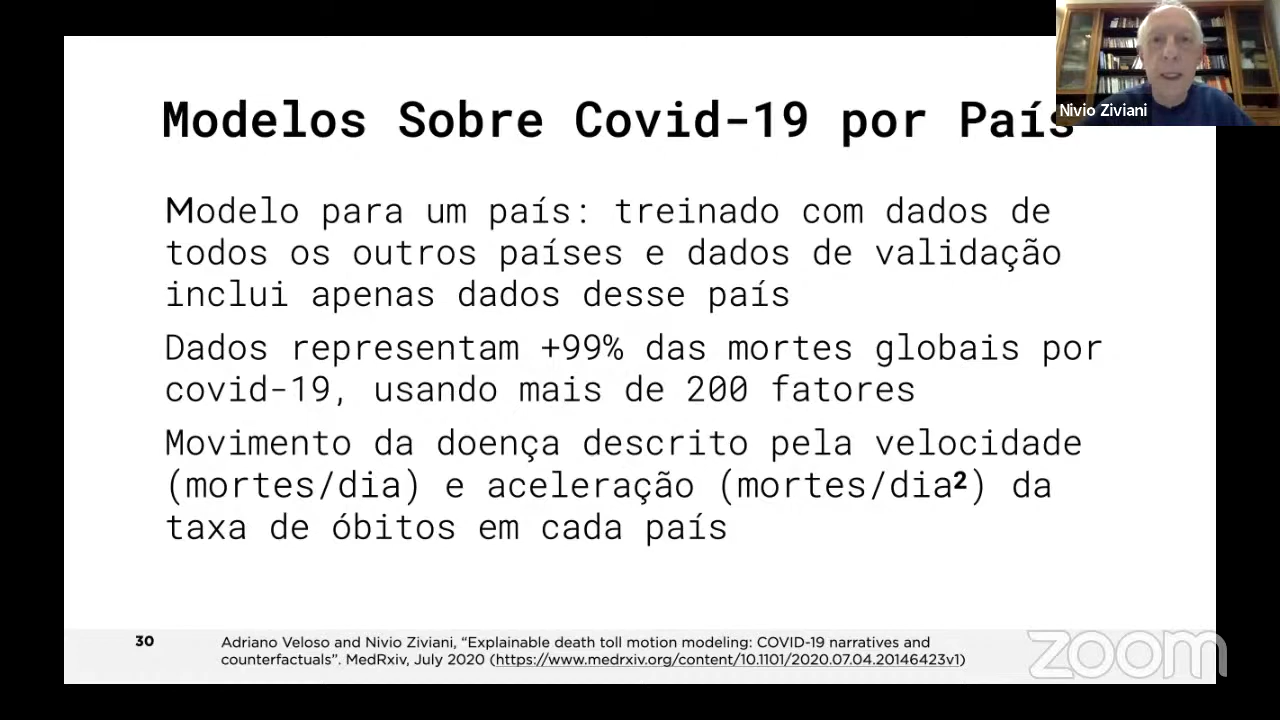 Modelos Sobre Covid-19 por País
Nivio Ziviani
Modelo para um país: treinado com dados de
todos os outros países e dados de validação
inclui apenas dados desse país
Dados representam +99% das mortes globais por
covid-19, usando mais de 200 fatores
Movimento da doença descrito pela velocidade
(mortes/dia) e aceleração (mortes/dia²) da
taxa de óbitos em cada país
30
Adriano Veloso and Nivio Ziviani, “Explainable death toll motion modeling: COVID-19 narratives and
counterfactuals”. MedRxiv, July 2020 (https://www.medrxiv.org/content/10.1101/2020.07.04.20146423v1)
zoom